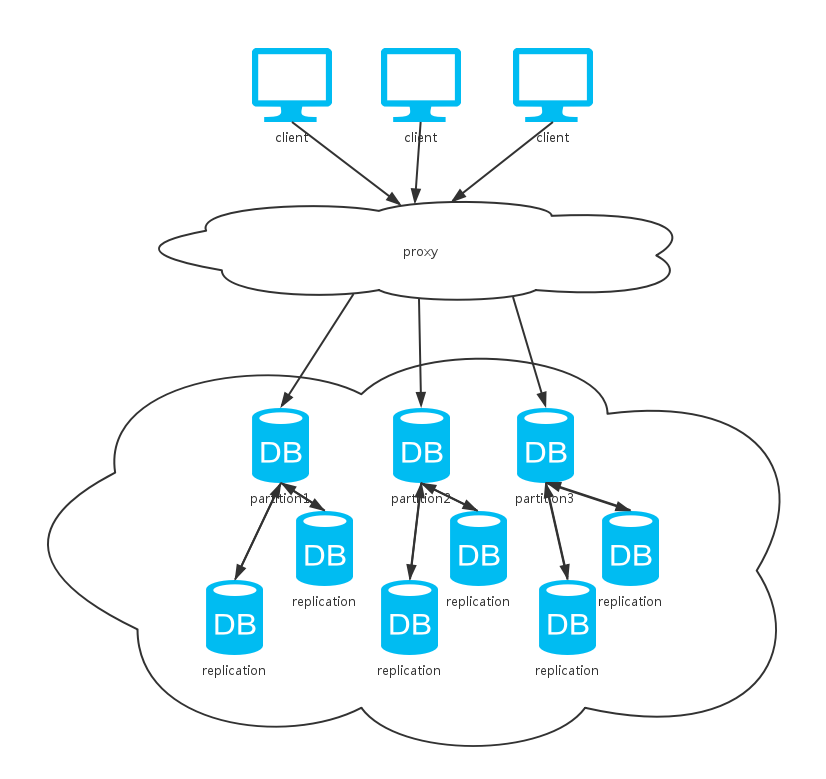 client
client
client
proxy
DB
DB
DB
partition1
partition2
partition3
DB
DB
DB
replication
replication
replication
DB
DB
DB
replication
replication
replication